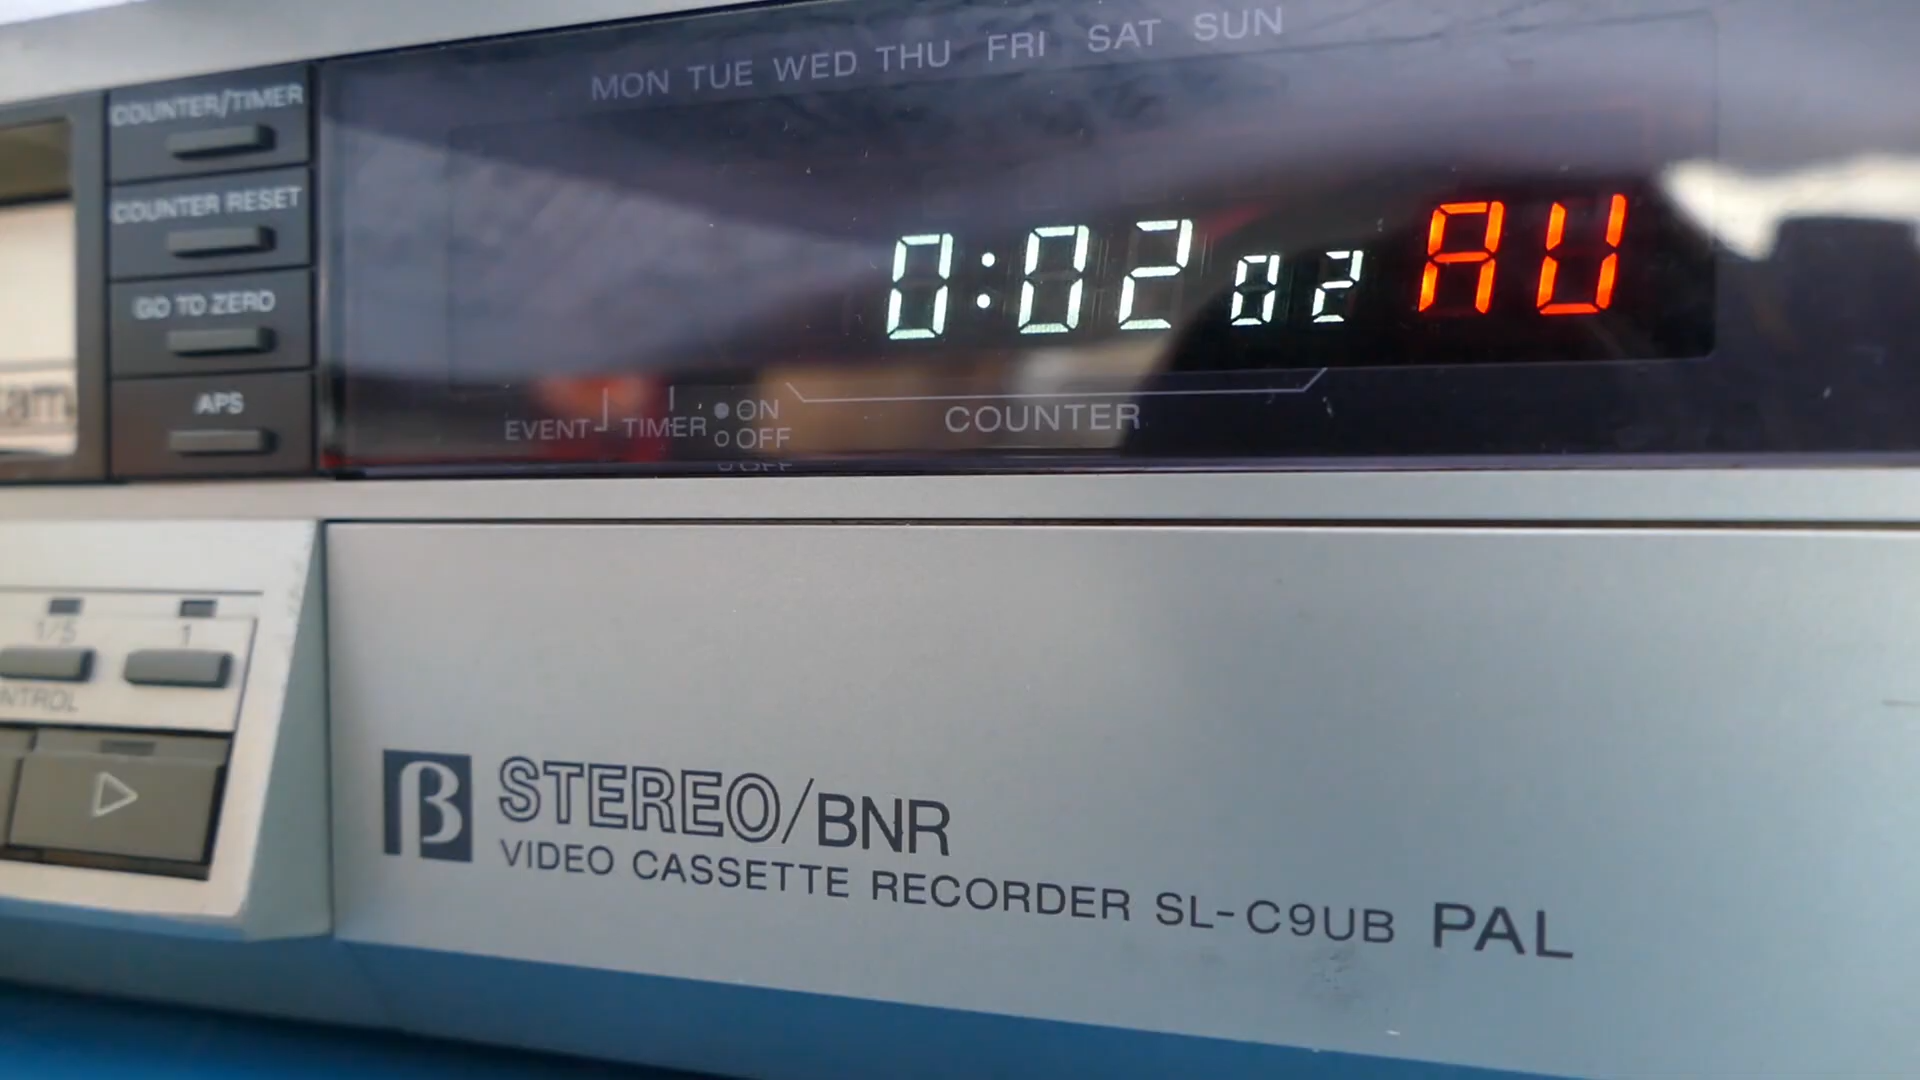 MON TUE WED THU FRI SAT SUN
COUNTER/TIMER
COUNTER RESET
GO TO ZERO
APS
0:02 02 AU
EVENT TIMER ON
OFF
COUNTER
1/5 1
β STEREO/BNR
VIDEO CASSETTE RECORDER SL-C9UB PAL